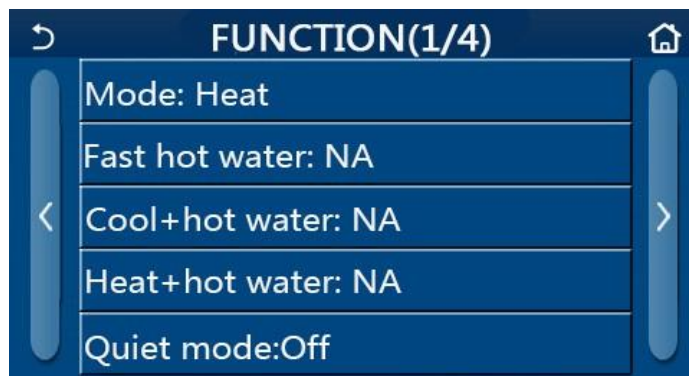 FUNCTION(1/4)
Mode: Heat
Fast hot water: NA
Cool+hot water: NA
Heat+hot water: NA
Quiet mode:Off